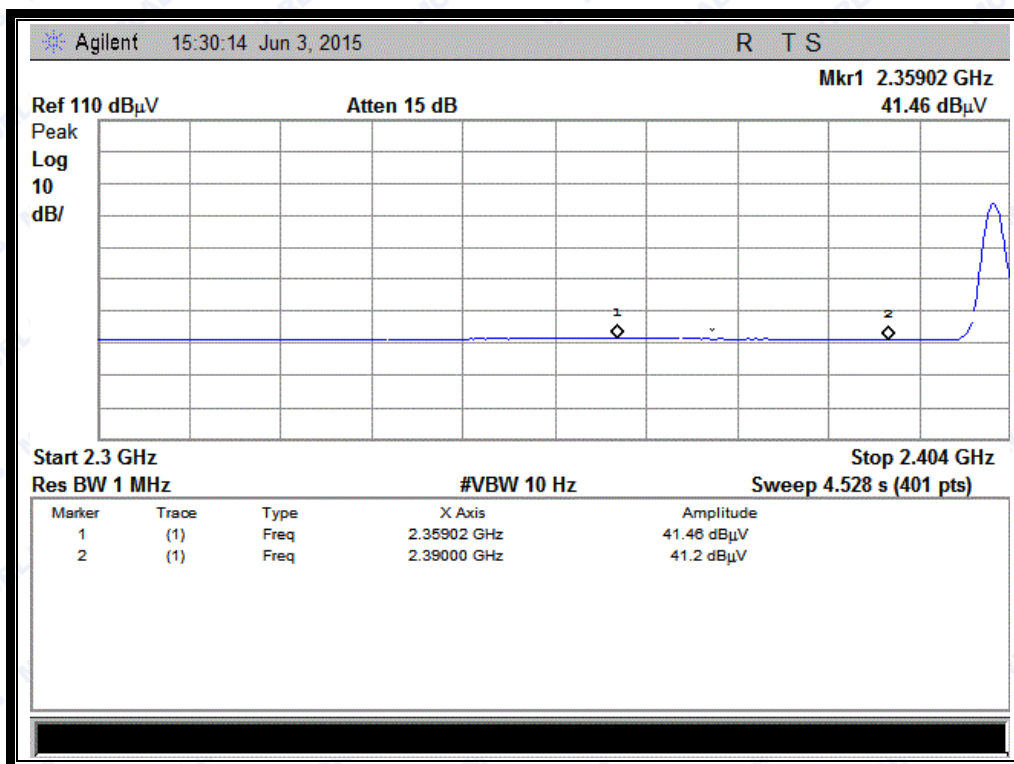 Agilent 15:30:14 Jun 3, 2015 R T S
Mkr1 2.35902 GHz
Ref 110 dBμV Atten 15 dB 41.46 dBμV
Peak
Log
10
dB/
1
2
Start 2.3 GHz Stop 2.404 GHz
Res BW 1 MHz #VBW 10 Hz Sweep 4.528 s (401 pts)
Marker Trace Type X Axis Amplitude
1 (1) Freq 2.35902 GHz 41.46 dBμV
2 (1) Freq 2.39000 GHz 41.2 dBμV